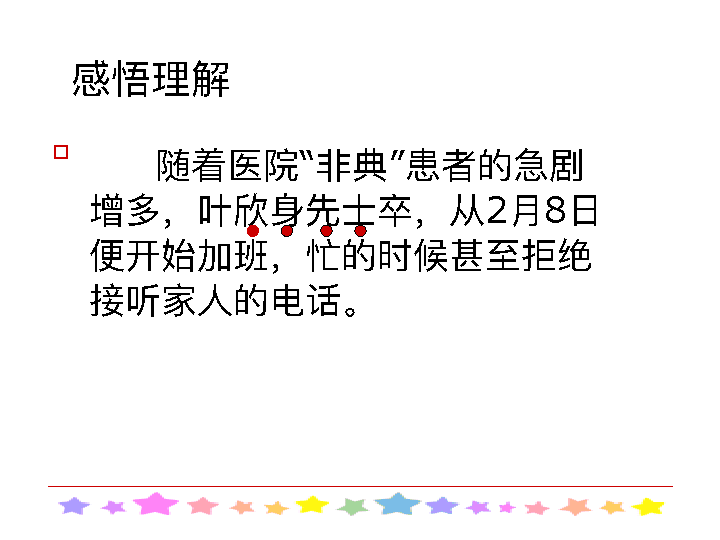 感悟理解
随着医院“非典”患者的急剧
增多，叶欣身先士卒，从2月8日
便开始加班，忙的时候甚至拒绝
接听家人的电话。